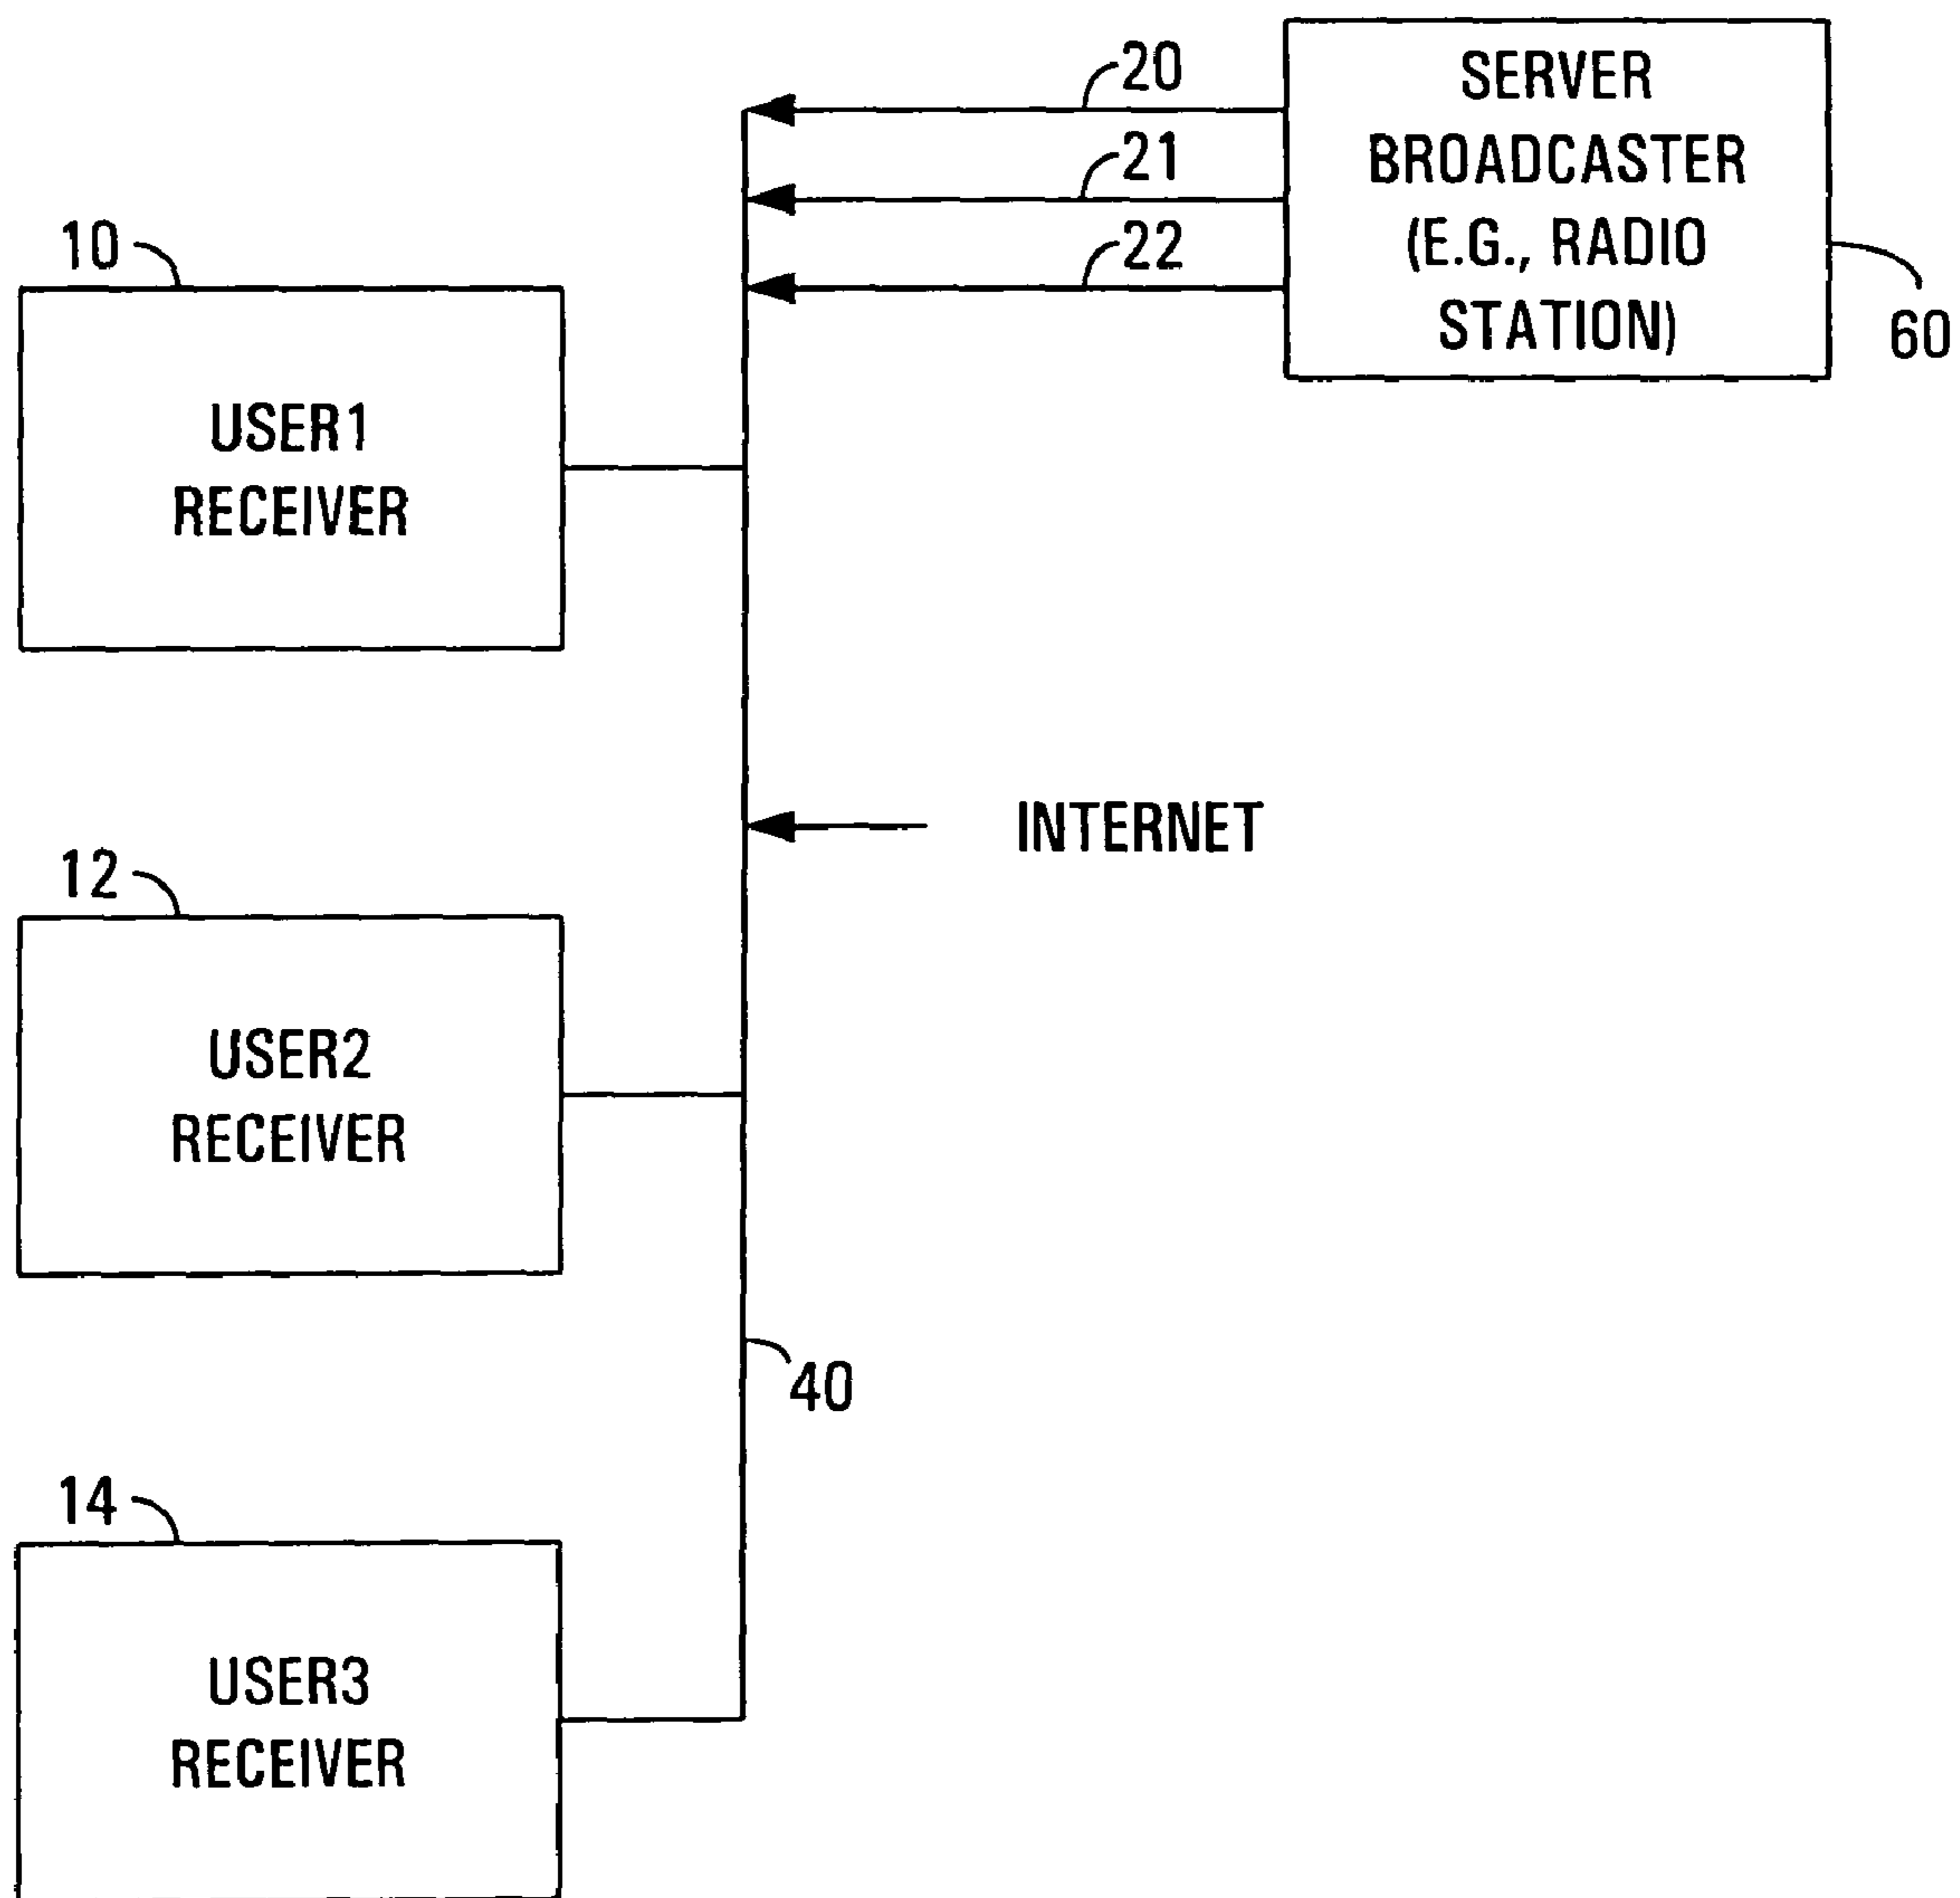 20
SERVER
BROADCASTER
(E.G., RADIO
STATION)
21
22
60
10
USER1
RECEIVER
INTERNET
12
USER2
RECEIVER
40
14
USER3
RECEIVER